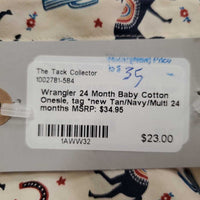 The Tack Collector
1002781-584
Wrangler 24 Month Baby Cotton
Onesie, tag *new Tan/Navy/Multi 24
months MSRP: $34.95
$23.00
1AWW32